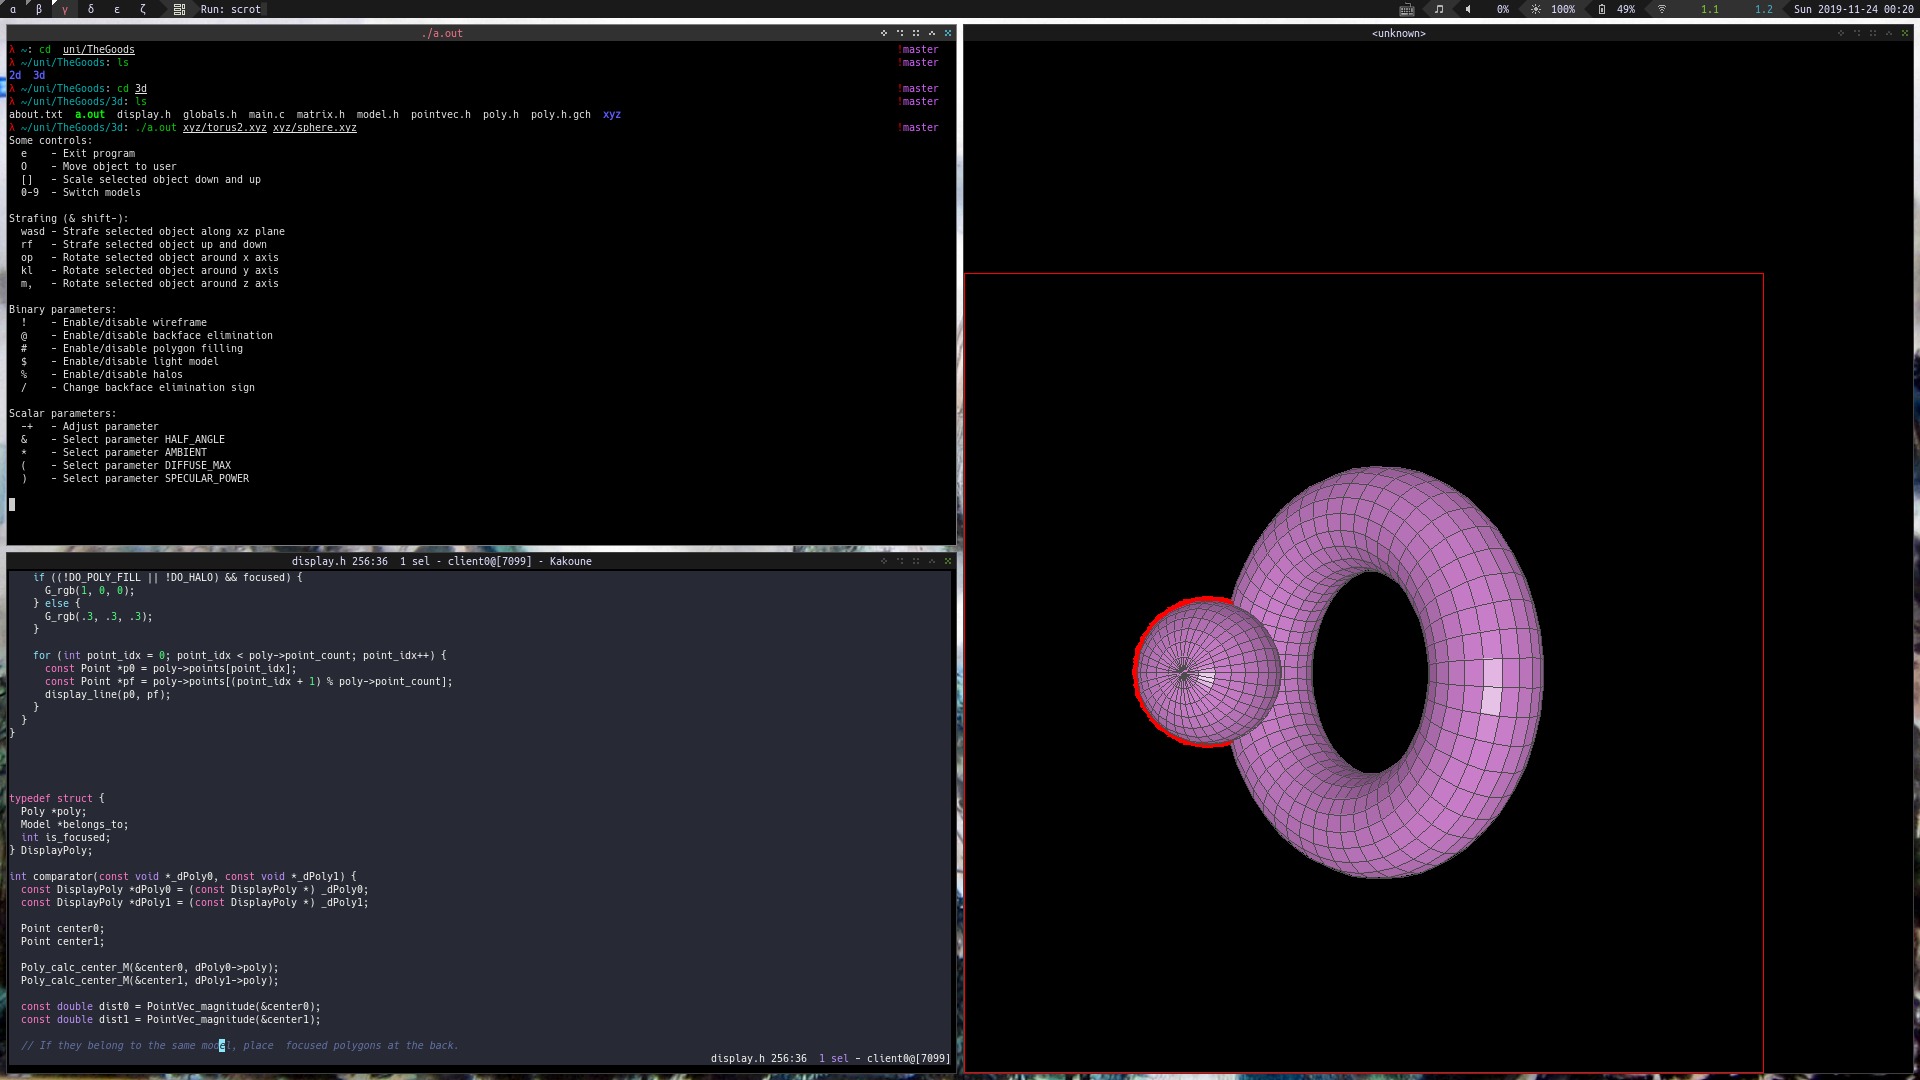 α β γ δ ε ζ Run: scrot 0% 100% 49% 1.1 1.2 Sun 2019-11-24 00:20
./a.out
λ ~: cd uni/TheGoods !master
λ ~/uni/TheGoods: ls !master
2d 3d
λ ~/uni/TheGoods: cd 3d !master
λ ~/uni/TheGoods/3d: ls !master
about.txt a.out display.h globals.h main.c matrix.h model.h pointvec.h poly.h poly.h.gch xyz
λ ~/uni/TheGoods/3d: ./a.out xyz/torus2.xyz xyz/sphere.xyz !master
Some controls:
e - Exit program
O - Move object to user
[] - Scale selected object down and up
0-9 - Switch models
Strafing (& shift-):
wasd - Strafe selected object along xz plane
rf - Strafe selected object up and down
op - Rotate selected object around x axis
kl - Rotate selected object around y axis
m, - Rotate selected object around z axis
Binary parameters:
! - Enable/disable wireframe
@ - Enable/disable backface elimination
# - Enable/disable polygon filling
$ - Enable/disable light model
% - Enable/disable halos
/ - Change backface elimination sign
Scalar parameters:
-+ - Adjust parameter
& - Select parameter HALF_ANGLE
* - Select parameter AMBIENT
( - Select parameter DIFFUSE_MAX
) - Select parameter SPECULAR_POWER
display.h 256:36 1 sel - client0@[7099] - Kakoune
if ((!DO_POLY_FILL || !DO_HALO) && focused) {
G_rgb(1, 0, 0);
} else {
G_rgb(.3, .3, .3);
}
for (int point_idx = 0; point_idx < poly->point_count; point_idx++) {
const Point *p0 = poly->points[point_idx];
const Point *pf = poly->points[(point_idx + 1) % poly->point_count];
display_line(p0, pf);
}
}
}
typedef struct {
Poly *poly;
Model *belongs_to;
int is_focused;
} DisplayPoly;
int comparator(const void *_dPoly0, const void *_dPoly1) {
const DisplayPoly *dPoly0 = (const DisplayPoly *) _dPoly0;
const DisplayPoly *dPoly1 = (const DisplayPoly *) _dPoly1;
Point center0;
Point center1;
Poly_calc_center_M(&center0, dPoly0->poly);
Poly_calc_center_M(&center1, dPoly1->poly);
const double dist0 = PointVec_magnitude(&center0);
const double dist1 = PointVec_magnitude(&center1);
// If they belong to the same model, place  focused polygons at the back.
display.h 256:36 1 sel - client0@[7099]
<unknown>